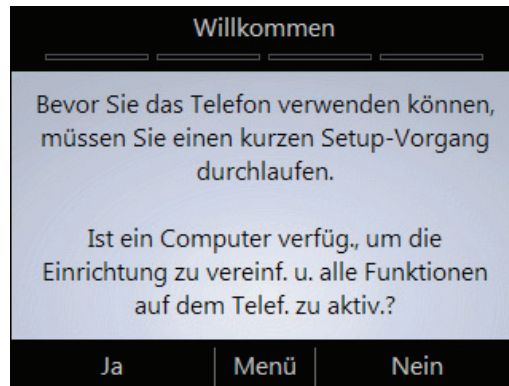 Willkommen
Bevor Sie das Telefon verwenden können,
müssen Sie einen kurzen Setup-Vorgang
durchlaufen.
Ist ein Computer verfüg., um die
Einrichtung zu vereinf. u. alle Funktionen
auf dem Telef. zu aktiv.?
Ja Menü Nein